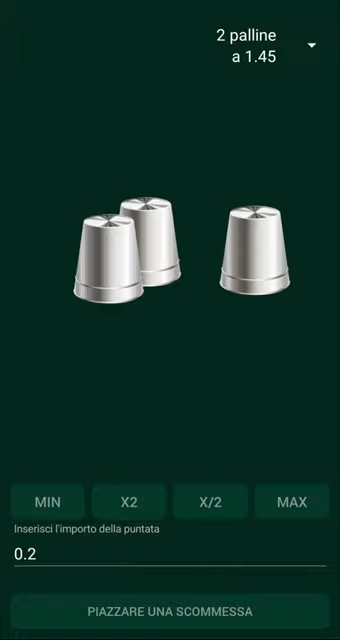 2 palline
a 1.45
MIN
X2
X/2
MAX
Inserisci l'importo della puntata
0.2
PIAZZARE UNA SCOMMESSA